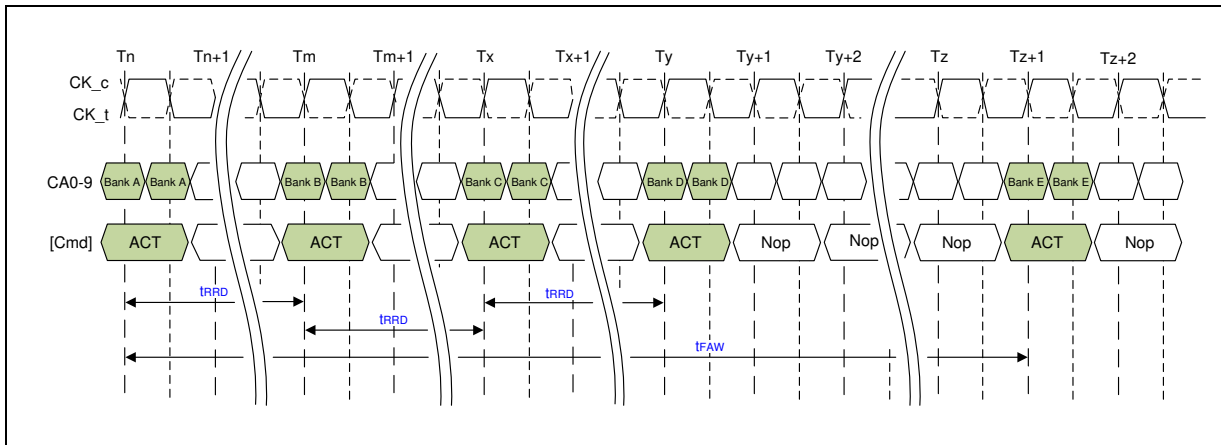 Tn Tn+1 Tm Tm+1 Tx Tx+1 Ty Ty+1 Ty+2 Tz Tz+1 Tz+2
CK_c
CK_t
CA0-9 Bank A Bank A Bank B Bank B Bank C Bank C Bank D Bank D Bank E Bank E
[Cmd] ACT ACT ACT ACT Nop Nop Nop ACT Nop
tRRD tRRD
tRRD
tFAW